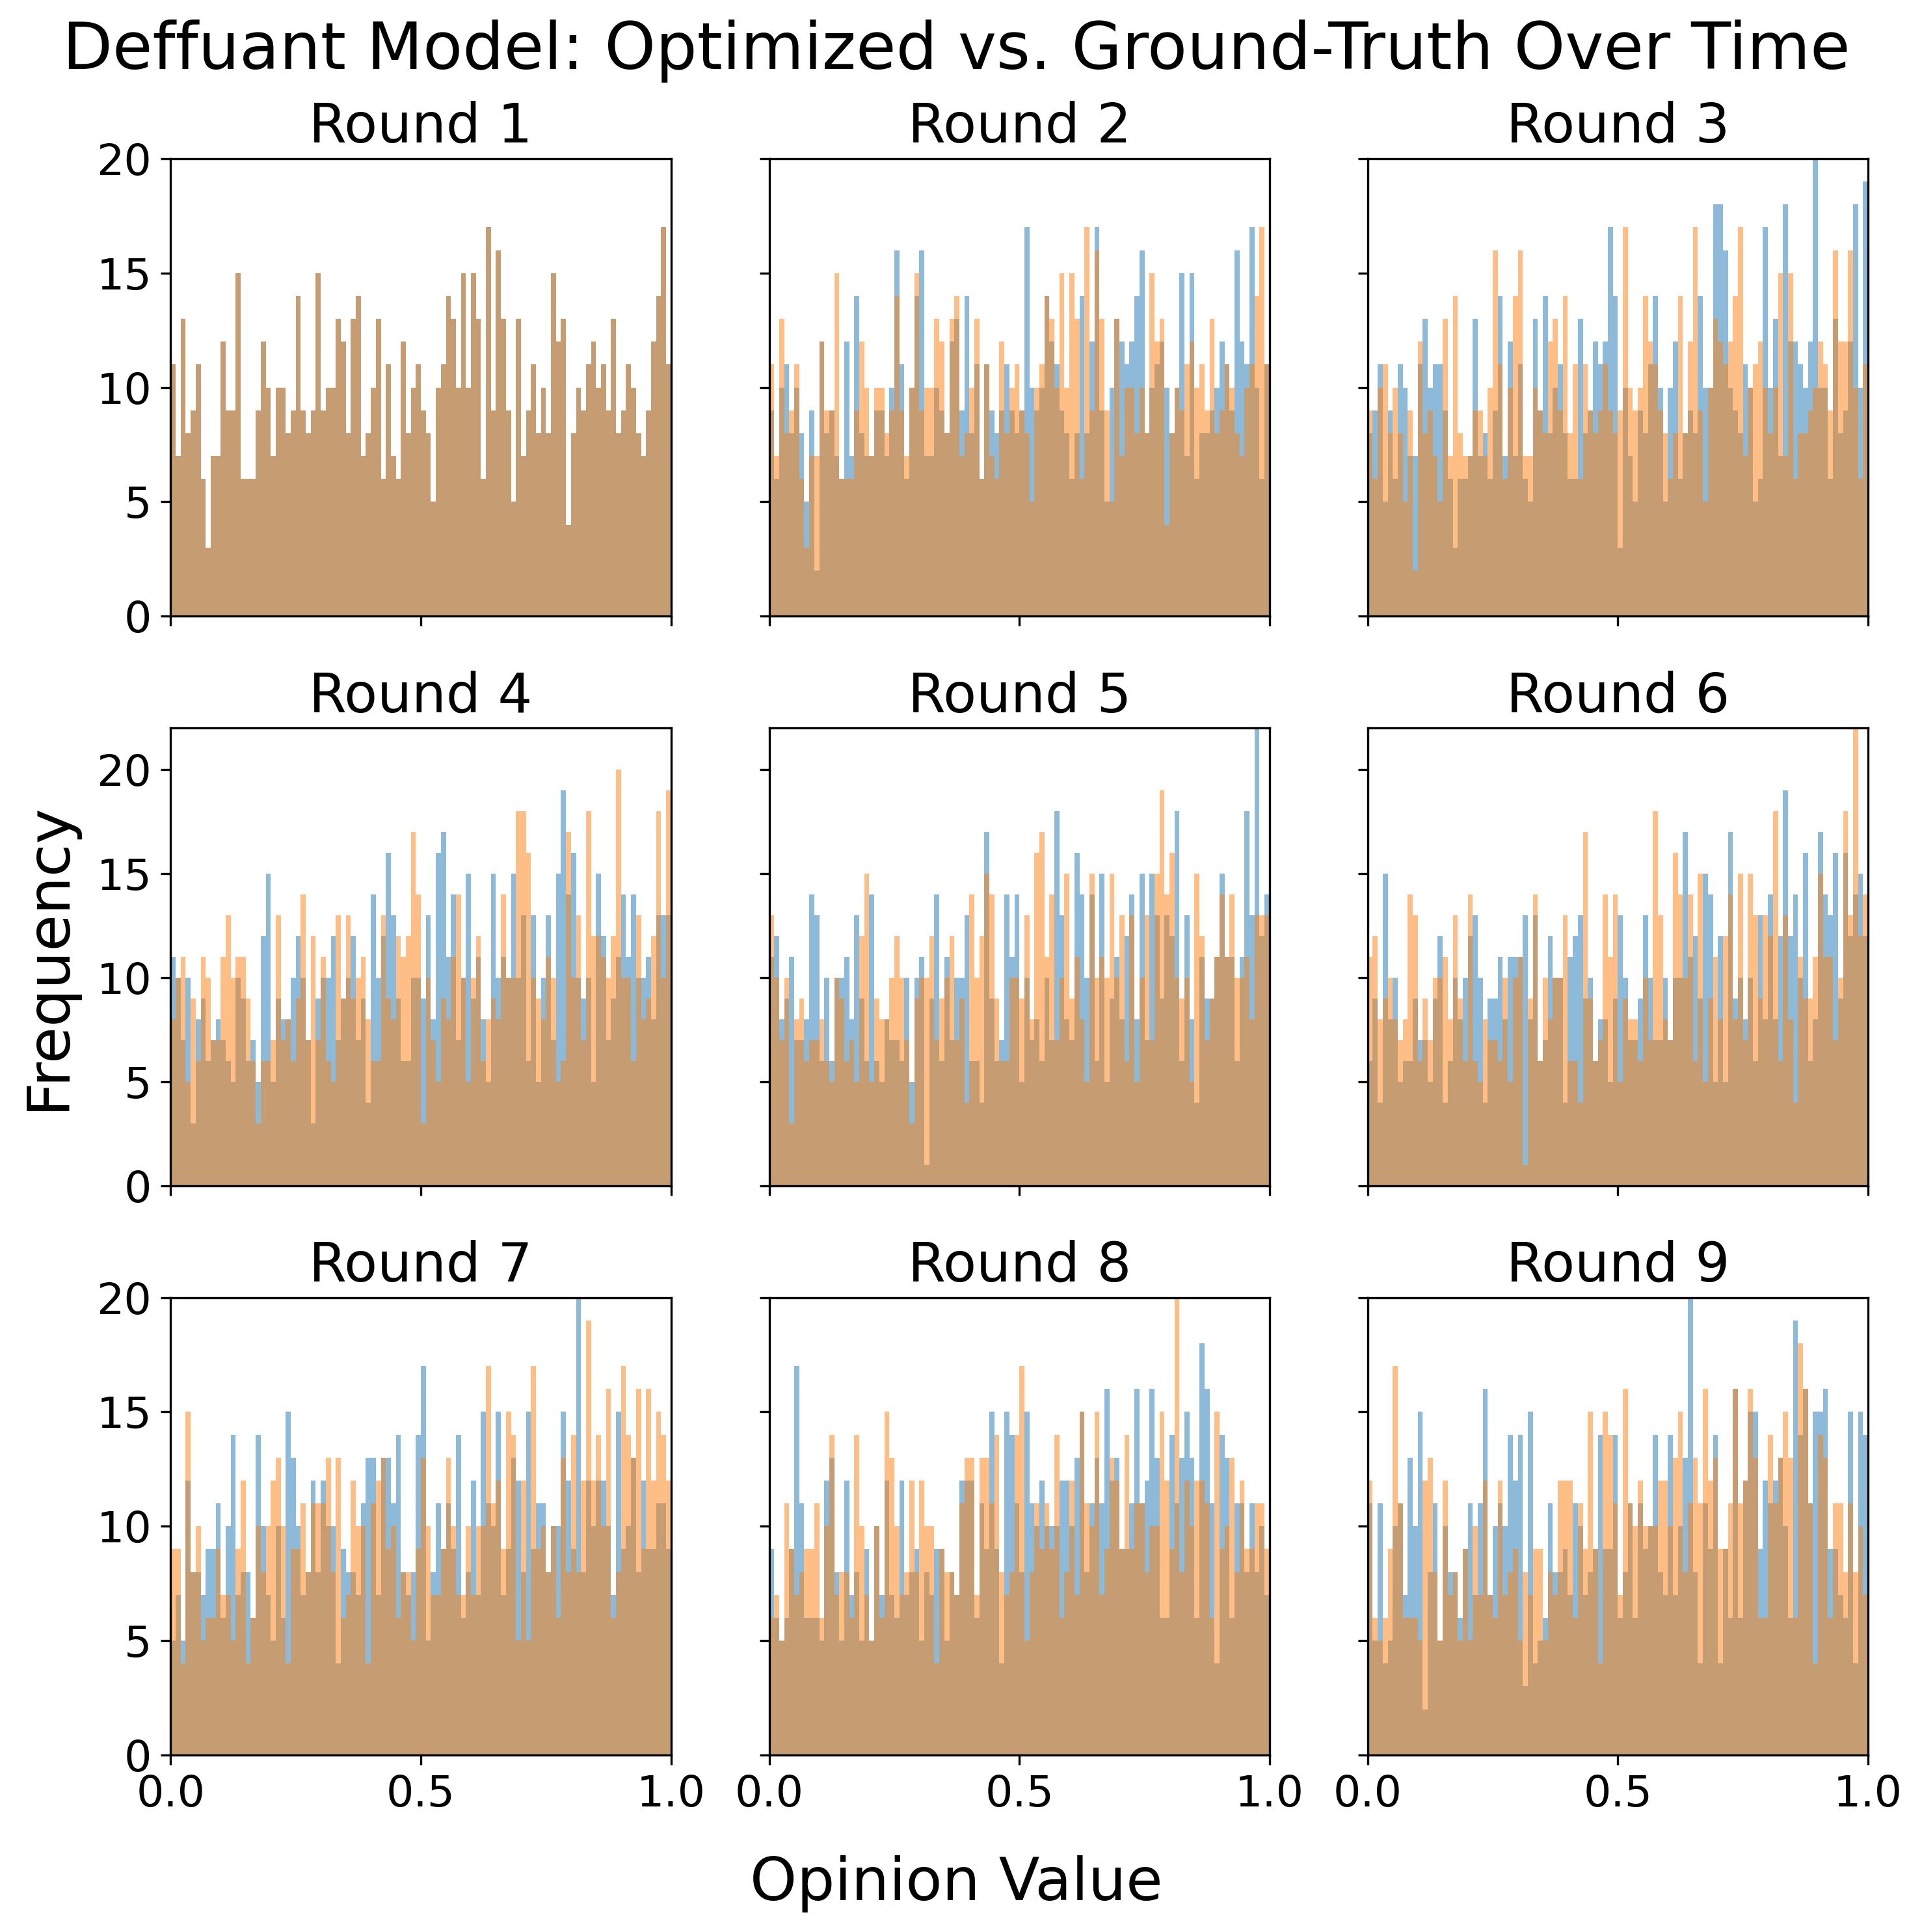 Deffuant Model: Optimized vs. Ground-Truth Over Time
Round 1
Round 2
Round 3
20
15
10
5
0
Round 4
Round 5
Round 6
20
15
10
5
0
Frequency
Round 7
Round 8
Round 9
20
15
10
5
0
0.0 0.5 1.0 0.0 0.5 1.0 0.0 0.5 1.0
Opinion Value